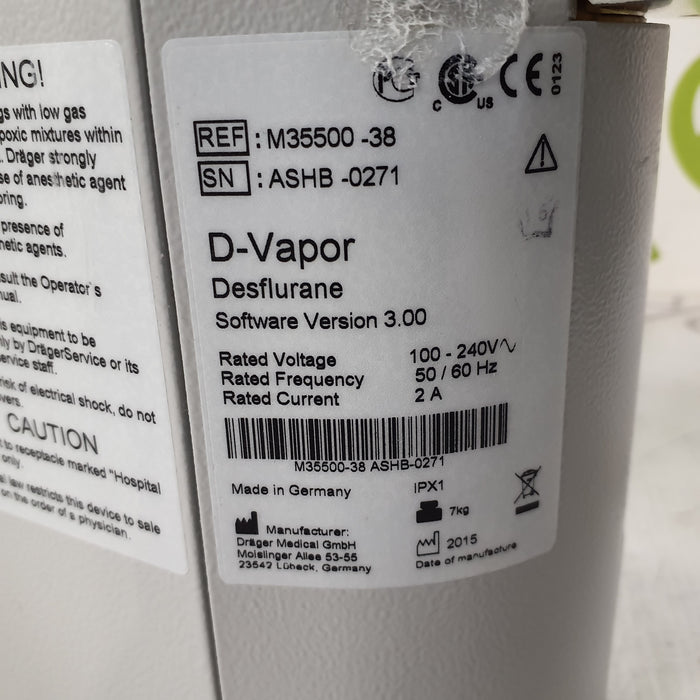 NG!
gs with low gas
poxic mixtures within
. Dräger strongly
se of anesthetic agent
oring.
presence of
hetic agents.
sult the Operator's
nual.
is equipment to be
ly by DrägerService or its
ervice staff.
risk of electrical shock, do not
vers.
CAUTION
t to receptacle marked "Hospital
only.
al law restricts this device to sale
on the order of a physician.
C US CE 0123
REF : M35500 -38
SN : ASHB -0271
D-Vapor
Desflurane
Software Version 3.00
Rated Voltage 100 - 240V
Rated Frequency 50 / 60 Hz
Rated Current 2 A
M35500-38 ASHB-0271
Made in Germany IPX1
7kg
Manufacturer:
Dräger Medical GmbH
Moislinger Allee 53-55
23542 Lübeck, Germany
2015
Date of manufacture